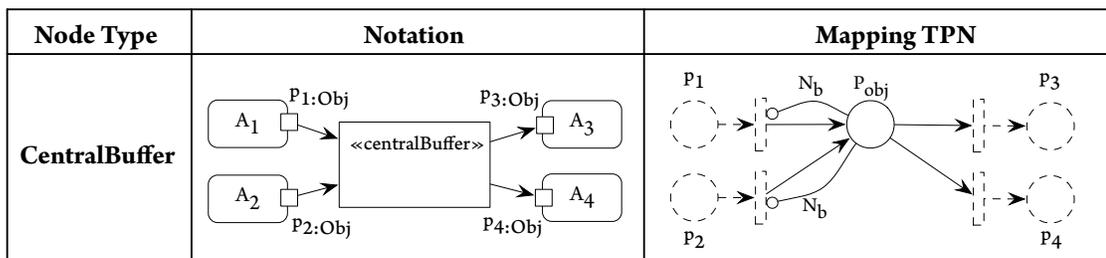 Node Type Notation Mapping TPN
CentralBuffer
p1:Obj
A1
p2:Obj
A2
«centralBuffer»
p3:Obj
A3
p4:Obj
A4
p1
Nb
Pobj
p3
p2
Nb
p4